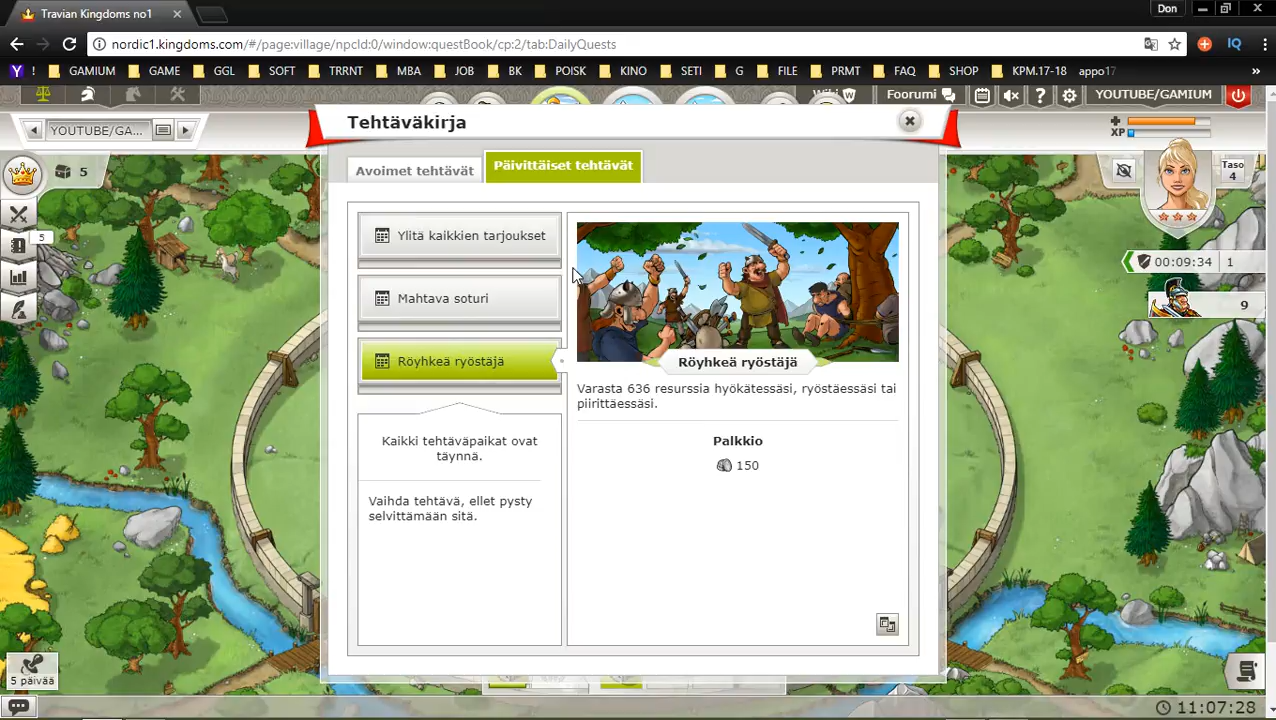 Travian Kingdoms no1
Don
nordic1.kingdoms.com/#/page:village/npcId:0/window:questBook/cp:2/tab:DailyQuests
IQ
Y ! GAMIUM GAME GGL SOFT TRRNT MBA JOB BK POISK KINO SETI G FILE PRMT FAQ SHOP KPM.17-18 appo17 »
Wiki Foorumi YOUTUBE/GAMIUM
YOUTUBE/GA...
XP
Tehtäväkirja
Avoimet tehtävät
Päivittäiset tehtävät
5
5
Taso
4
Ylitä kaikkien tarjoukset
Mahtava soturi
Röyhkeä ryöstäjä
Kaikki tehtäväpaikat ovat
täynnä.
Vaihda tehtävä, ellet pysty
selvittämään sitä.
Röyhkeä ryöstäjä
Varasta 636 resurssia hyökätessäsi, ryöstäessäsi tai
piirittäessäsi.
Palkkio
150
00:09:34 1
9
5 päivää
11:07:28